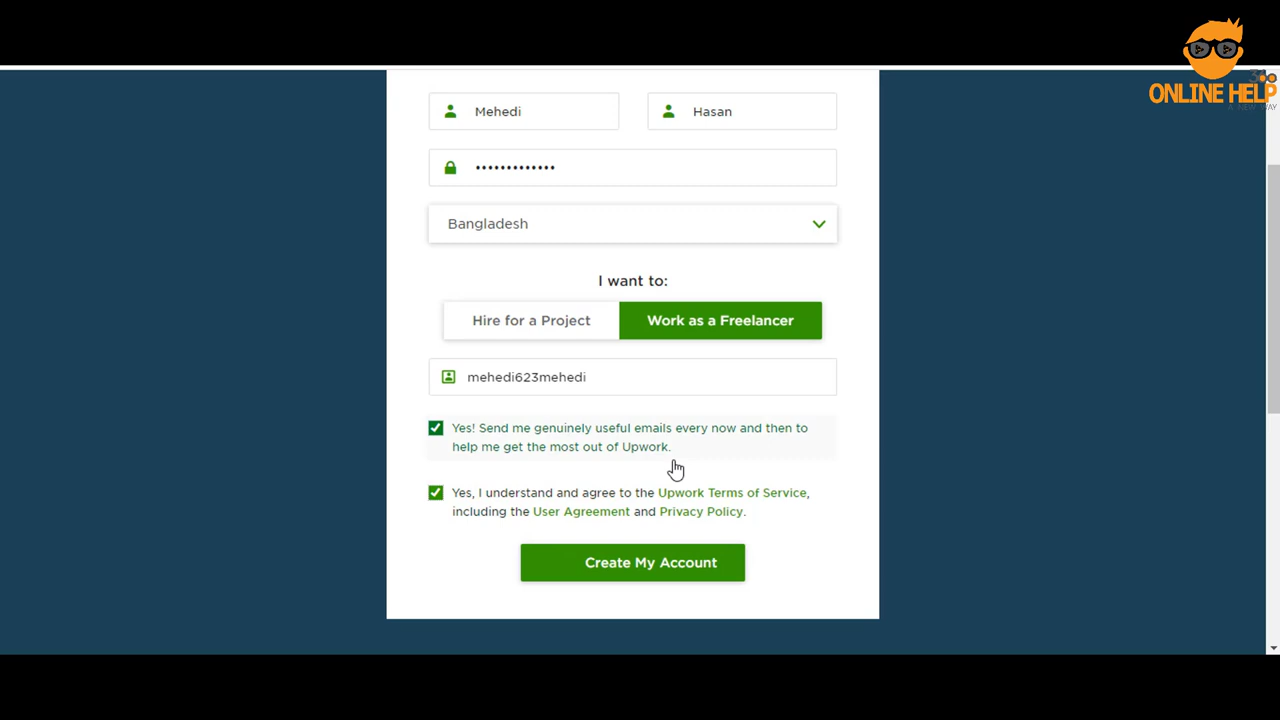 ONLINE HELP
Mehedi
Hasan
•••••••••••••
Bangladesh
I want to:
Hire for a Project
Work as a Freelancer
mehedi623mehedi
Yes! Send me genuinely useful emails every now and then to
help me get the most out of Upwork.
Yes, I understand and agree to the Upwork Terms of Service,
including the User Agreement and Privacy Policy.
Create My Account